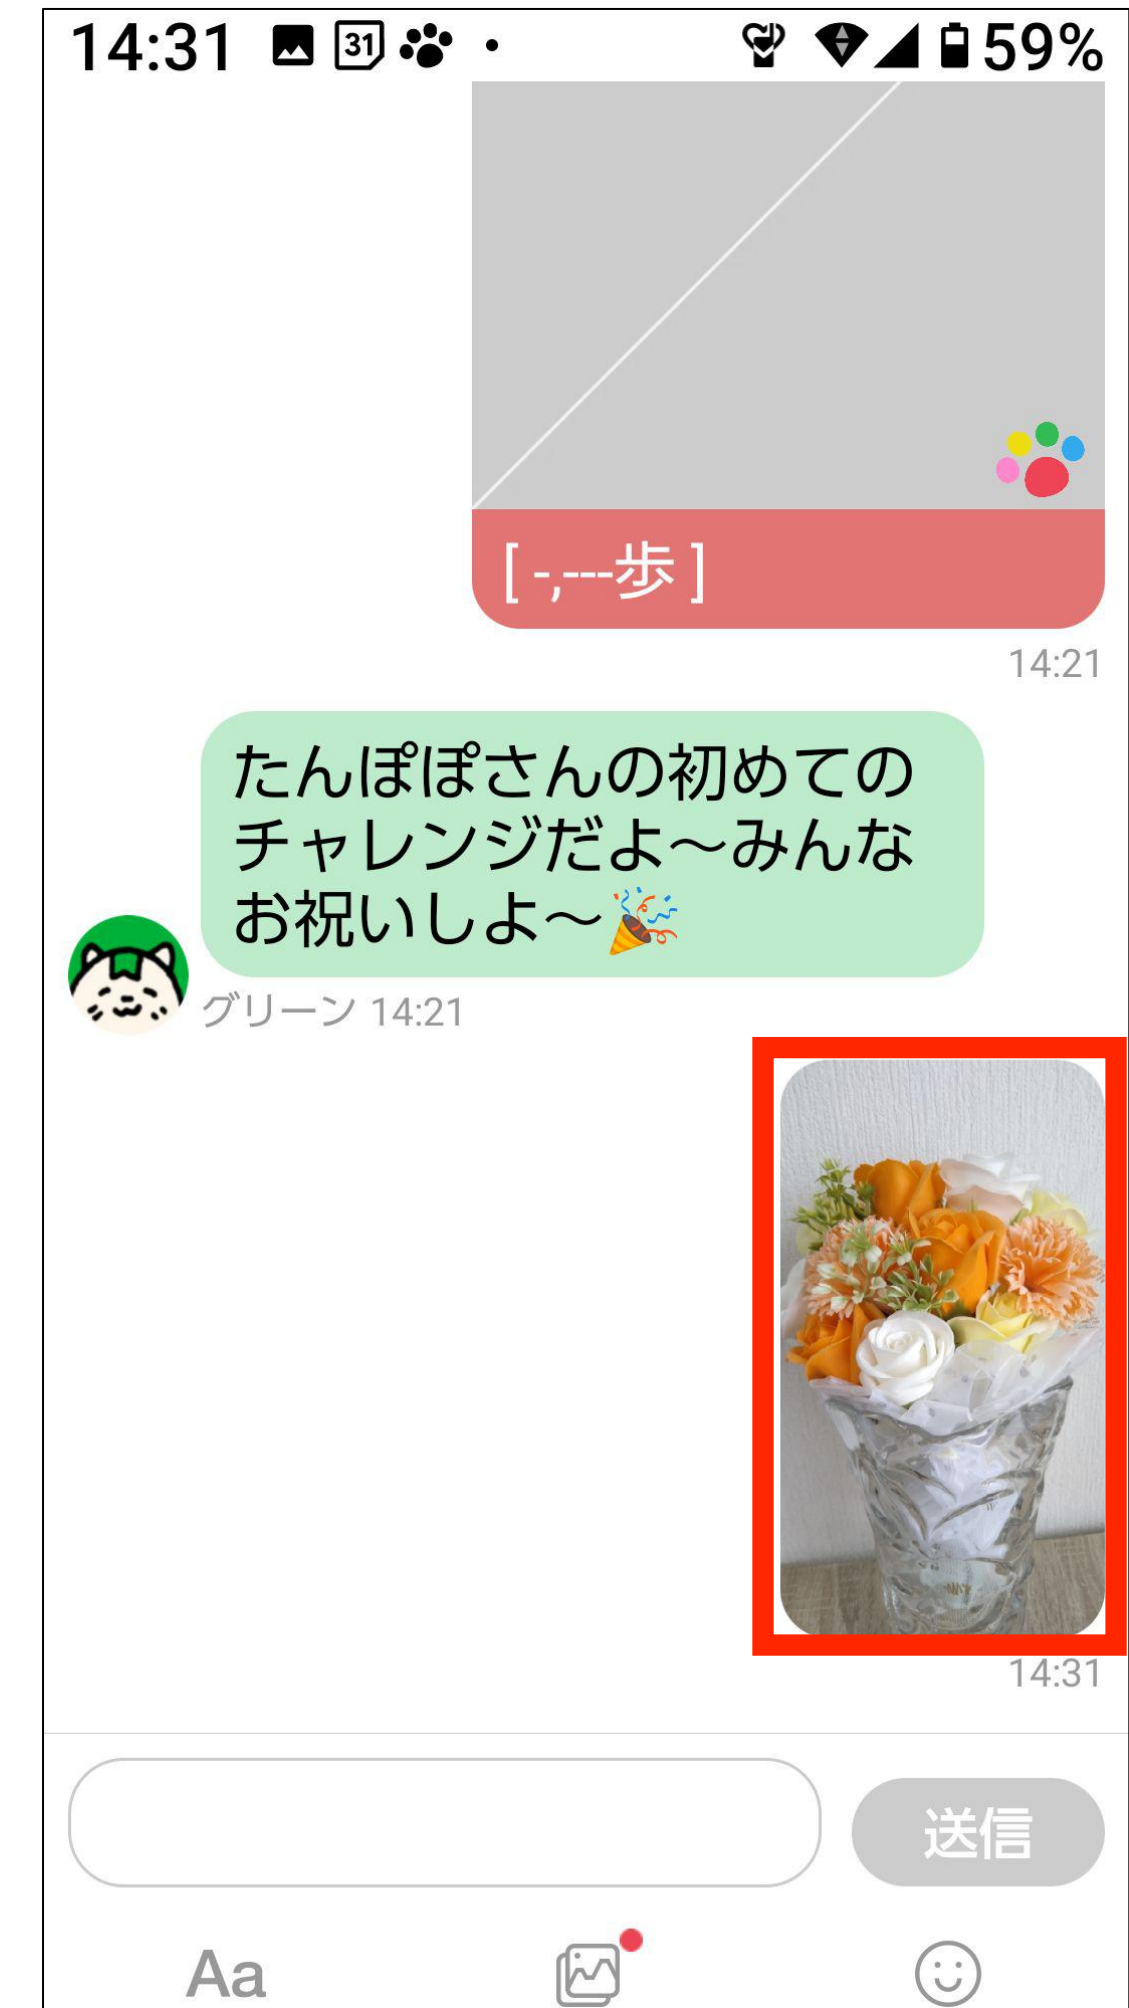 14:31
31
59%
[ -,---歩 ]
14:21
たんぽぽさんの初めての
チャレンジだよ～みんな
お祝いしよ～🎉
グリーン 14:21
14:31
送信
Aa